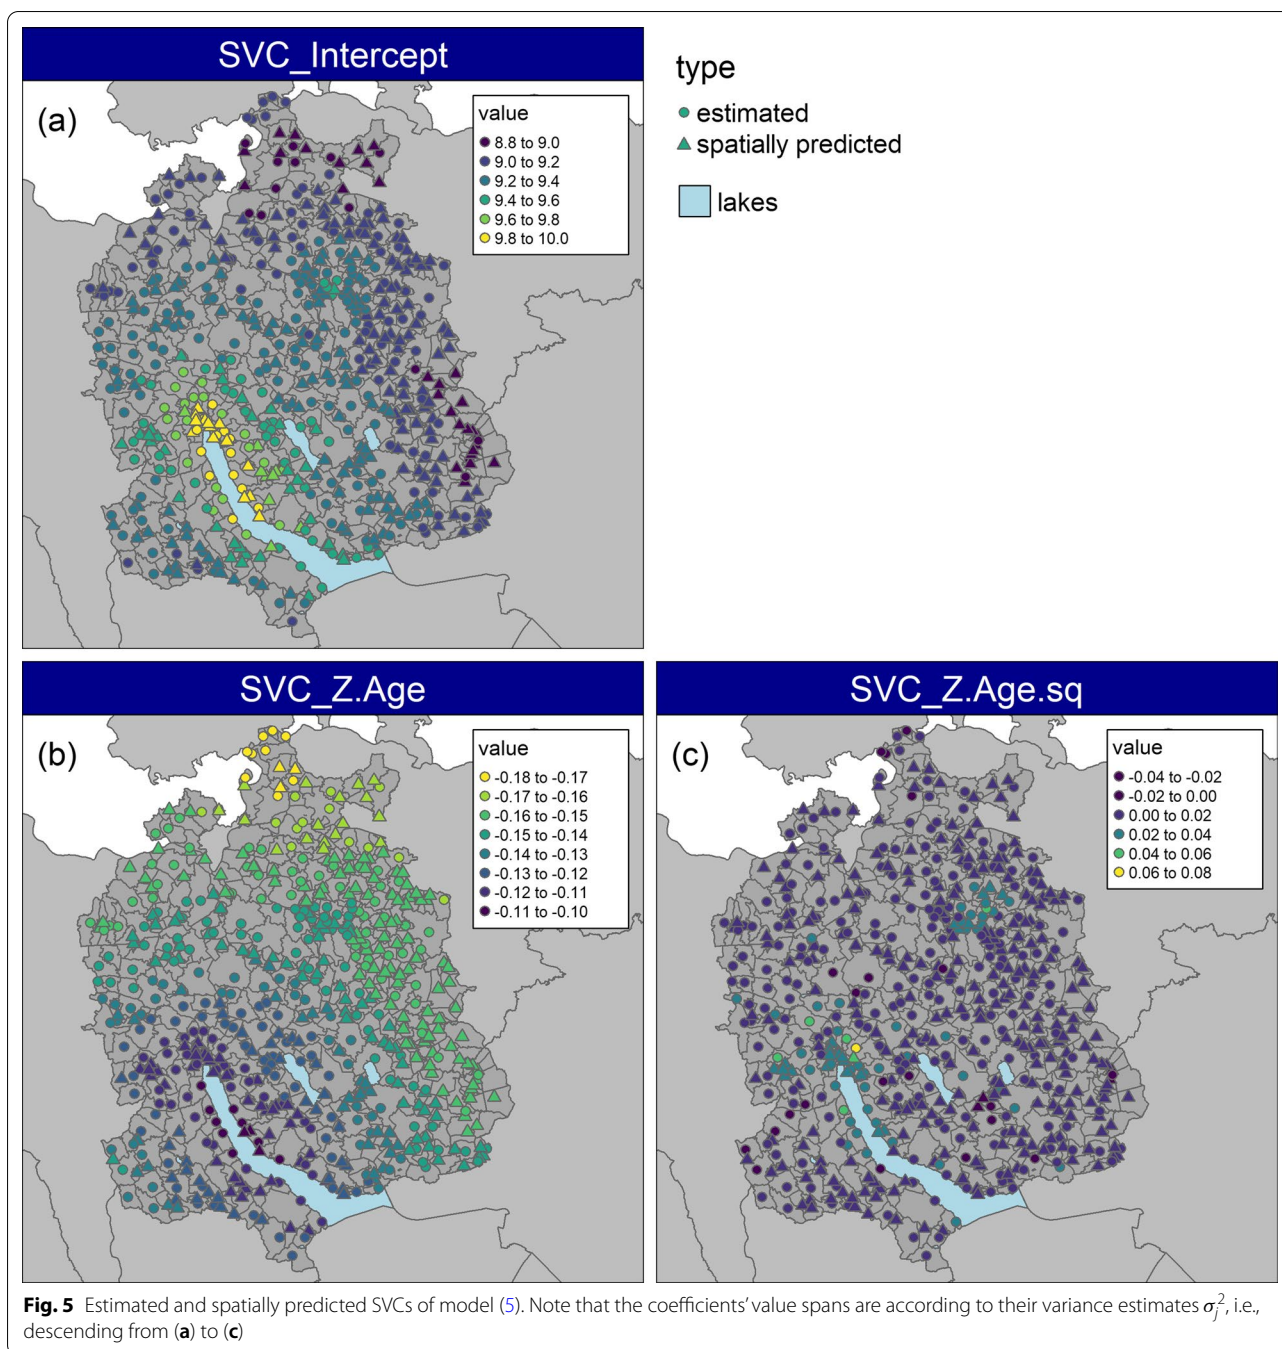 SVC_Intercept
(a)
value
8.8 to 9.0
9.0 to 9.2
9.2 to 9.4
9.4 to 9.6
9.6 to 9.8
9.8 to 10.0
type
estimated
spatially predicted
lakes
SVC_Z.Age
(b)
value
-0.18 to -0.17
-0.17 to -0.16
-0.16 to -0.15
-0.15 to -0.14
-0.14 to -0.13
-0.13 to -0.12
-0.12 to -0.11
-0.11 to -0.10
SVC_Z.Age.sq
(c)
value
-0.04 to -0.02
-0.02 to 0.00
0.00 to 0.02
0.02 to 0.04
0.04 to 0.06
0.06 to 0.08
Fig. 5 Estimated and spatially predicted SVCs of model (5). Note that the coefficients' value spans are according to their variance estimates σ_j^2, i.e.,
descending from (a) to (c)